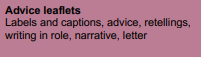 Advice leaflets
Labels and captions, advice, retellings,
writing in role, narrative, letter